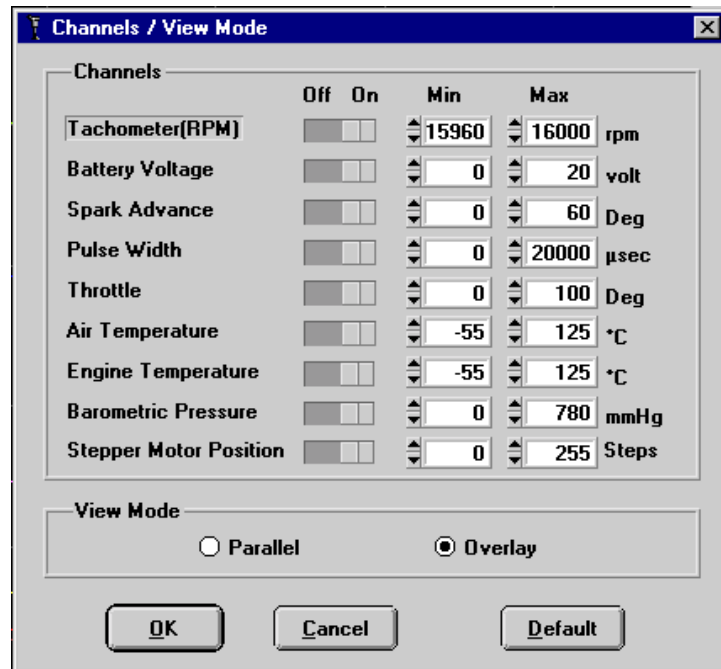 Channels / View Mode
Channels
Off On Min Max
Tachometer(RPM) 15960 16000 rpm
Battery Voltage 0 20 volt
Spark Advance 0 60 Deg
Pulse Width 0 20000 µsec
Throttle 0 100 Deg
Air Temperature -55 125 °C
Engine Temperature -55 125 °C
Barometric Pressure 0 780 mmHg
Stepper Motor Position 0 255 Steps
View Mode
Parallel Overlay
OK Cancel Default